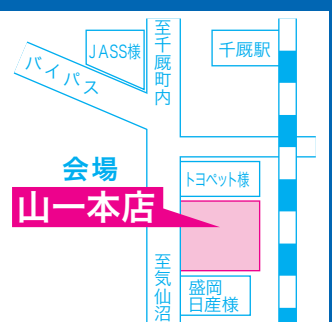 至千厩町内
JASS様
千厩駅
バイパス
会場
山一本店
トヨペット様
至気仙沼
盛岡
日産様